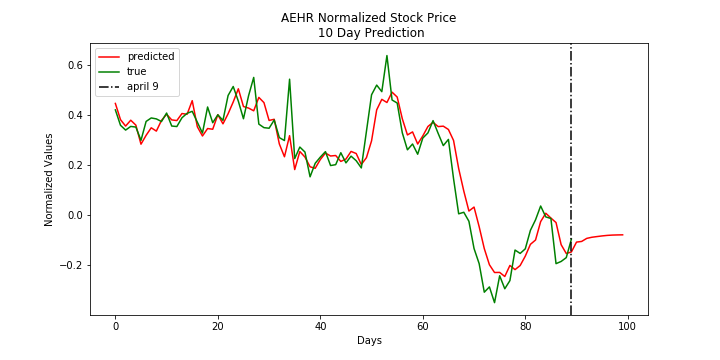 AEHR Normalized Stock Price
10 Day Prediction
predicted
true
april 9
Normalized Values
0.6
0.4
0.2
0.0
−0.2
0
20
40
60
80
100
Days